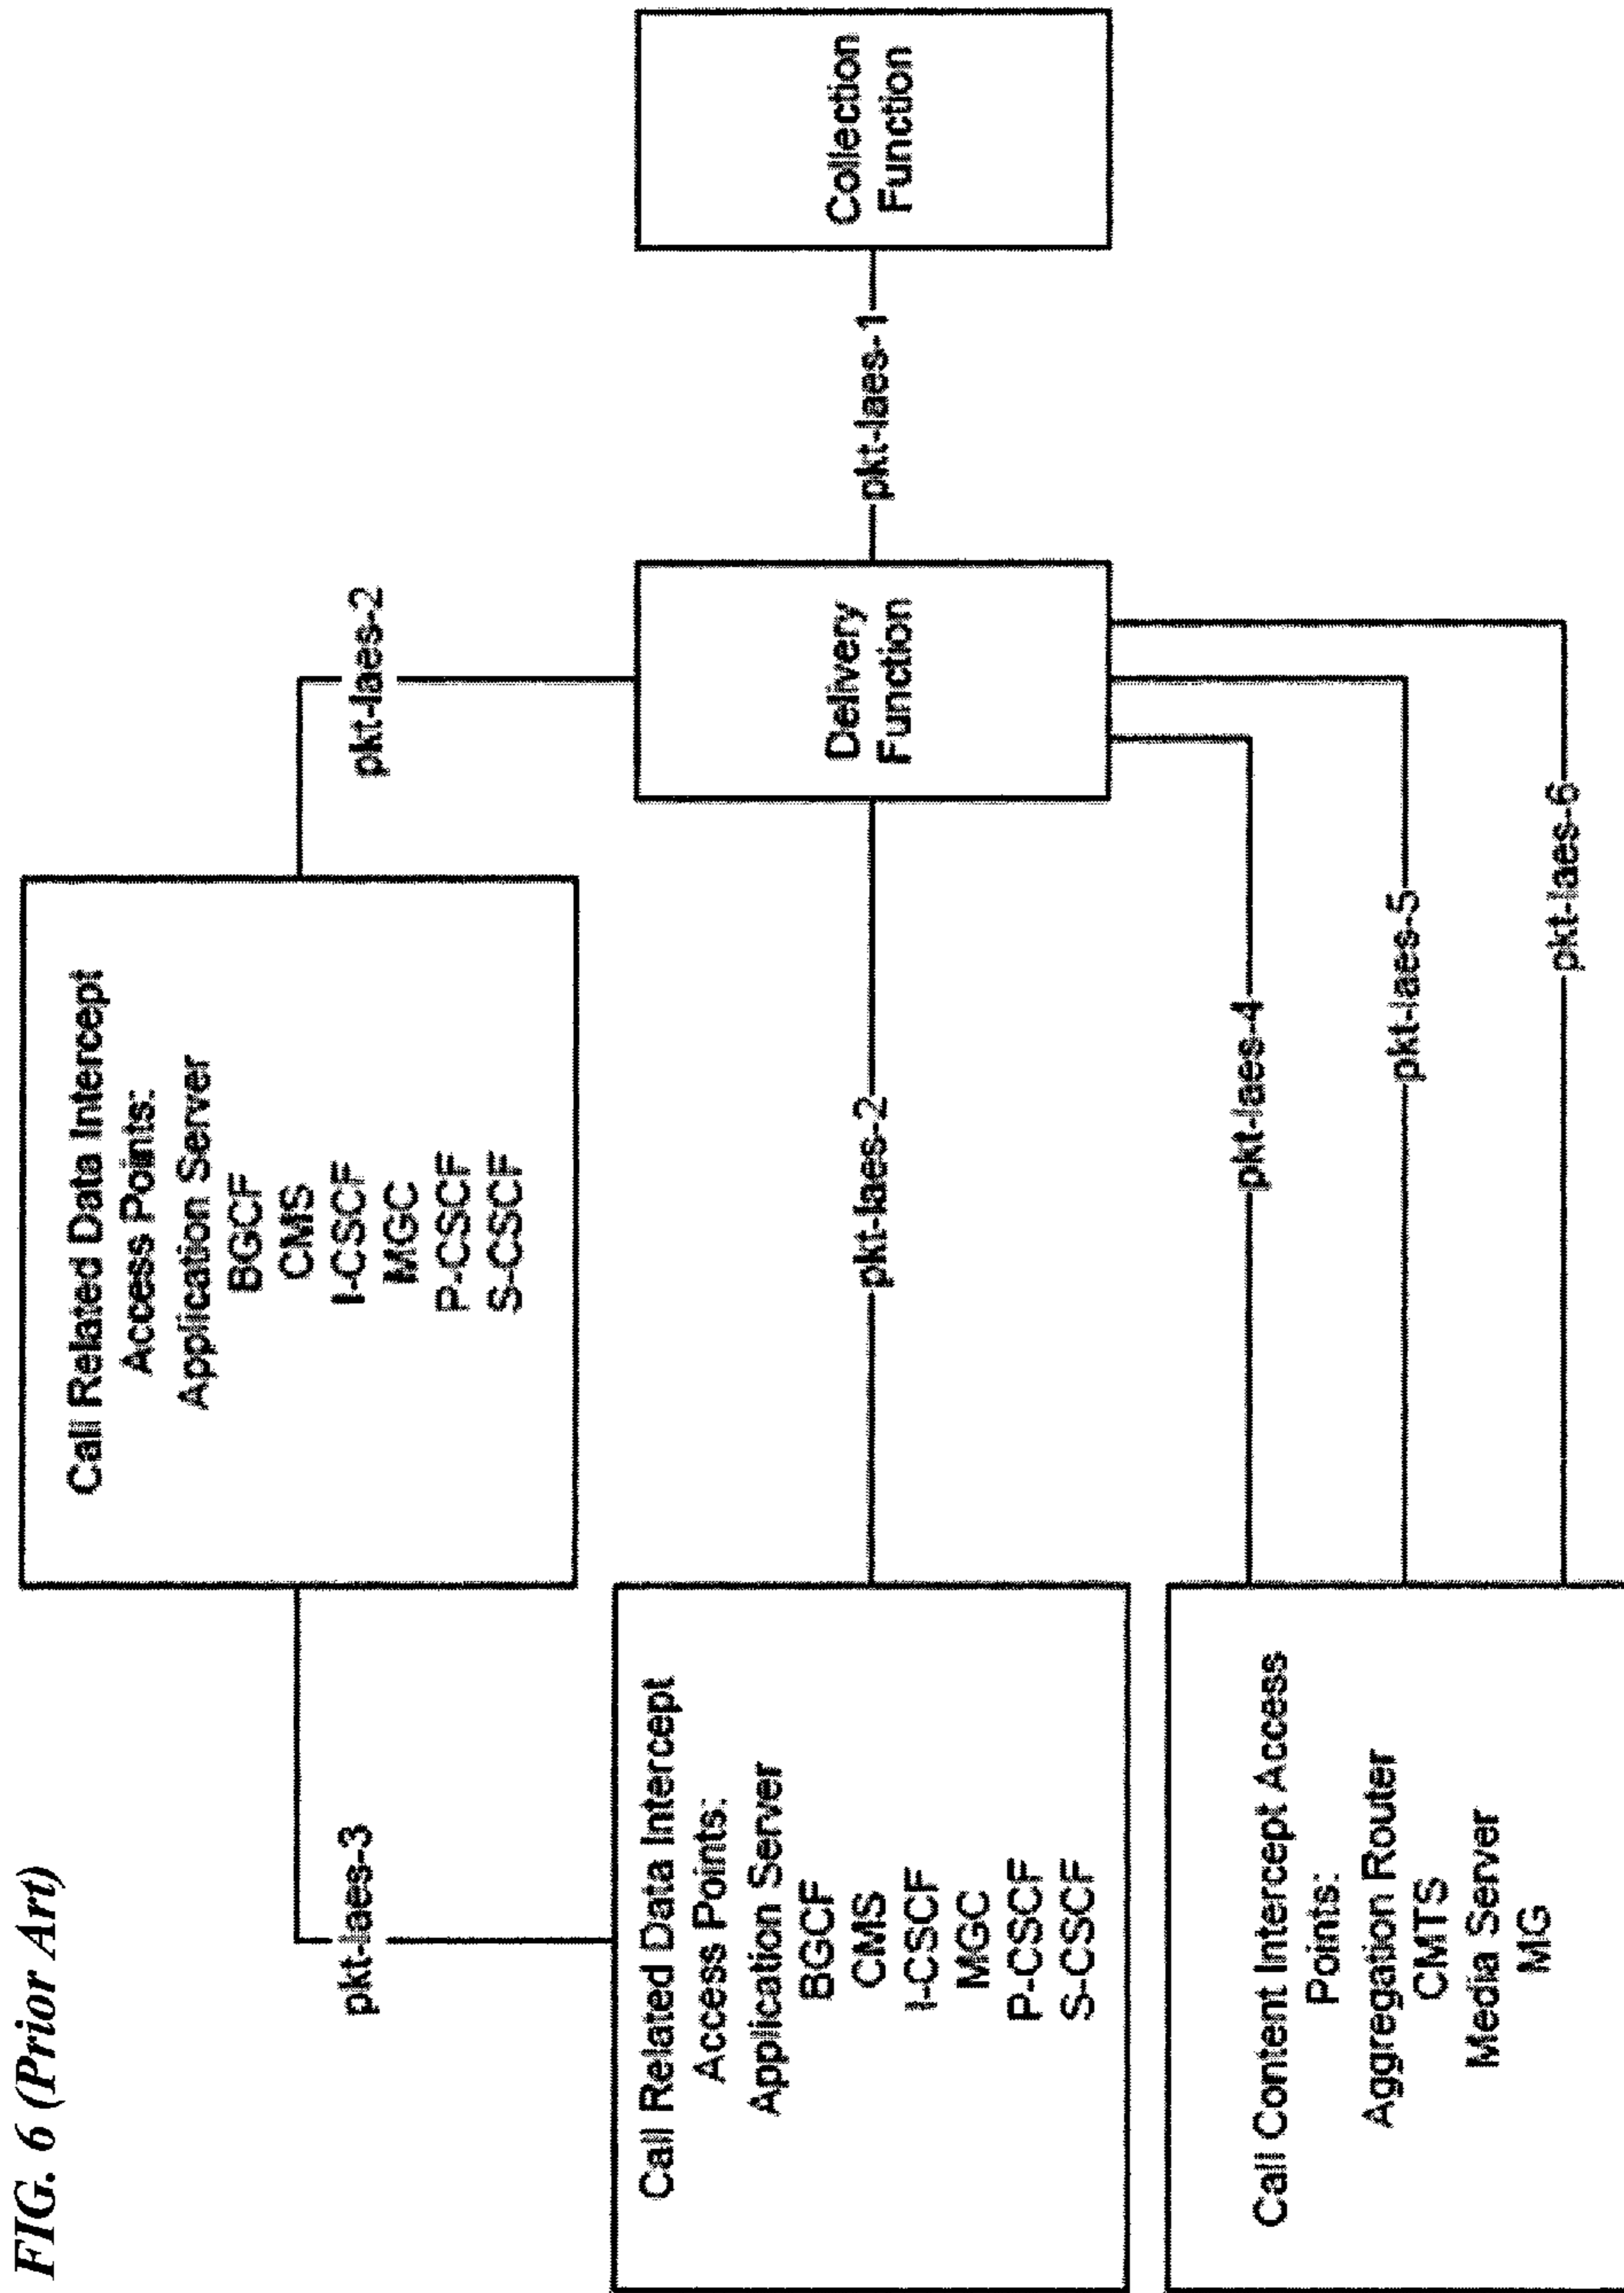 FIG. 6 (Prior Art)
Call Related Data Intercept
Access Points:
Application Server
BGCF
CMS
I-CSCF
MGC
P-CSCF
S-CSCF
pkt-laes-3
pkt-laes-2
Call Related Data Intercept
Access Points:
Application Server
BGCF
CMS
I-CSCF
MGC
P-CSCF
S-CSCF
pkt-laes-2
Delivery
Function
pkt-laes-1
Collection
Function
Call Content Intercept Access
Points:
Aggregation Router
CMTS
Media Server
MG
pkt-laes-4
pkt-laes-5
pkt-laes-6